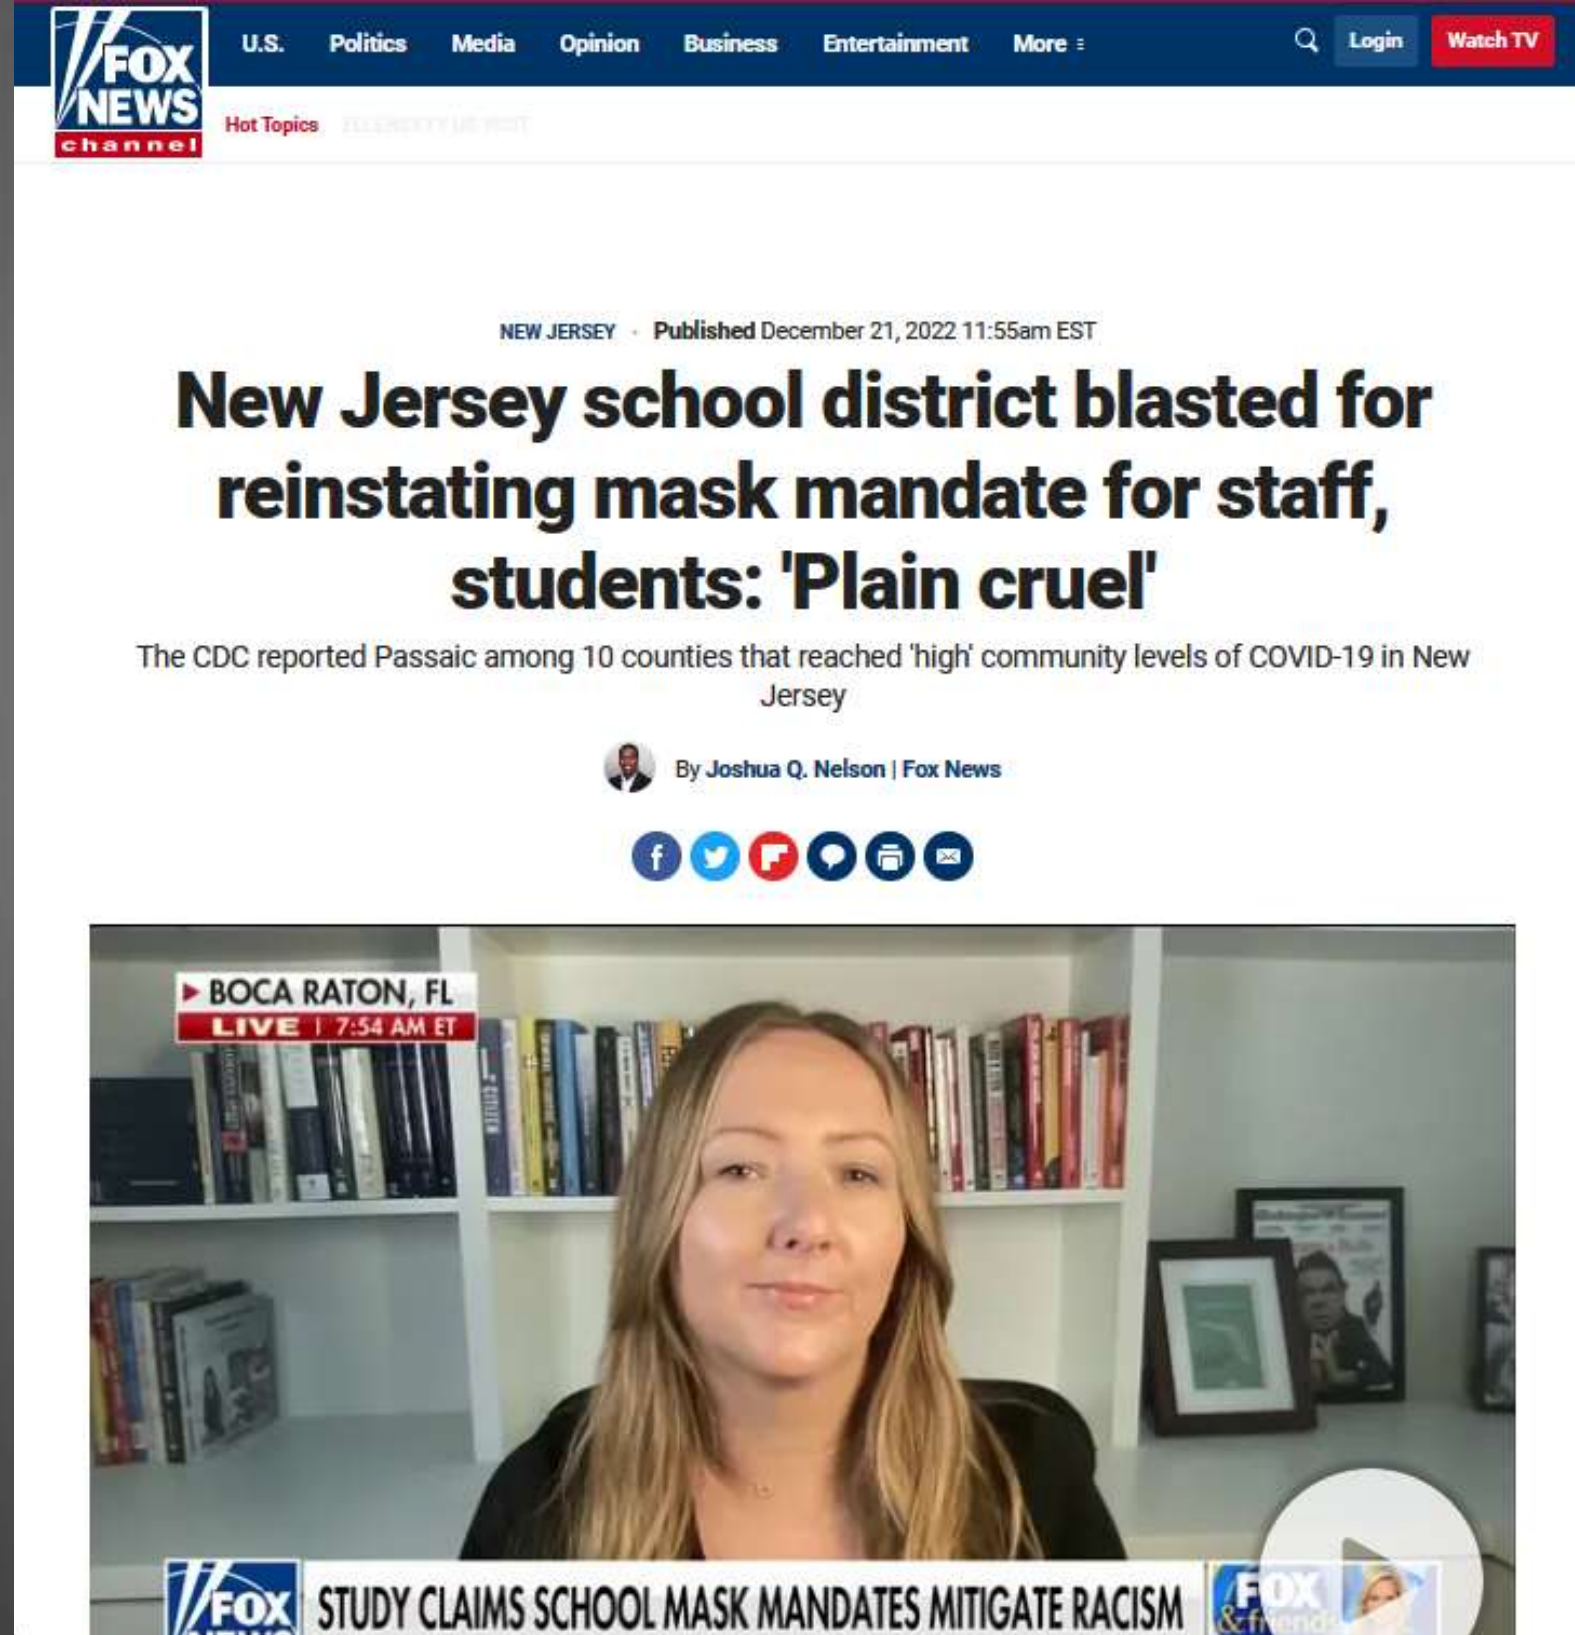 FOX
NEWS
channel
U.S. Politics Media Opinion Business Entertainment More Login Watch TV
Hot Topics
NEW JERSEY · Published December 21, 2022 11:55am EST
New Jersey school district blasted for
reinstating mask mandate for staff,
students: 'Plain cruel'
The CDC reported Passaic among 10 counties that reached 'high' community levels of COVID-19 in New
Jersey
By Joshua Q. Nelson | Fox News
BOCA RATON, FL
LIVE | 7:54 AM ET
FOX
NEWS
STUDY CLAIMS SCHOOL MASK MANDATES MITIGATE RACISM
FOX
&friends